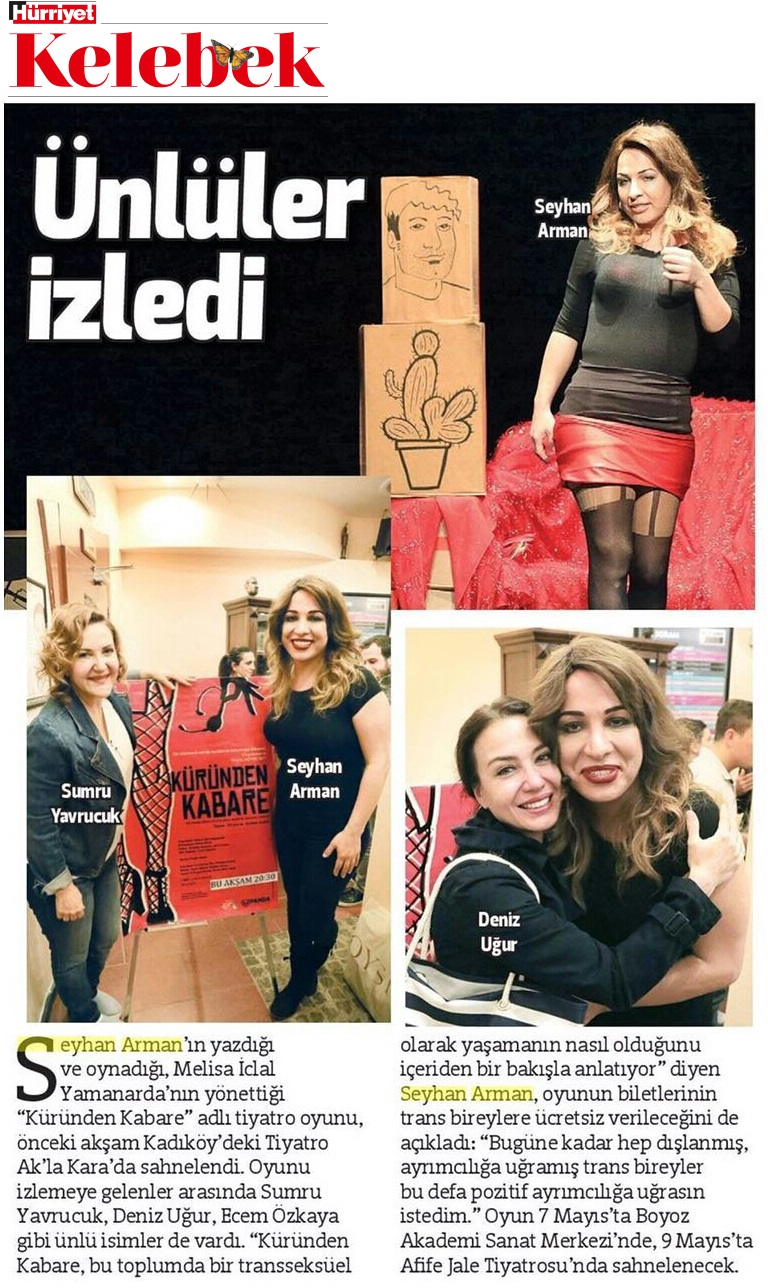 Hürriyet
Kelebek
Ünlüler
izledi
Seyhan
Arman
Sumru
Yavrucuk
KÜRÜNDEN
KABARE
BU AKŞAM 20:30
Seyhan
Arman
Deniz
Uğur
Seyhan Arman'ın yazdığı
ve oynadığı, Melisa İclal
Yamanarda'nın yönettiği
“Küründen Kabare” adlı tiyatro oyunu,
önceki akşam Kadıköy'deki Tiyatro
Ak'la Kara'da sahnelendi. Oyunu
izlemeye gelenler arasında Sumru
Yavrucuk, Deniz Uğur, Ecem Özkaya
gibi ünlü isimler de vardı. “Küründen
Kabare, bu toplumda bir transseksüel
olarak yaşamanın nasıl olduğunu
içeriden bir bakışla anlatıyor” diyen
Seyhan Arman, oyunun biletlerinin
trans bireylere ücretsiz verileceğini de
açıkladı: “Bugüne kadar hep dışlanmış,
ayrımcılığa uğramış trans bireyler
bu defa pozitif ayrımcılığa uğrasın
istedim.” Oyun 7 Mayıs'ta Boyoz
Akademi Sanat Merkezi'nde, 9 Mayıs'ta
Afife Jale Tiyatrosu'nda sahnelenecek.